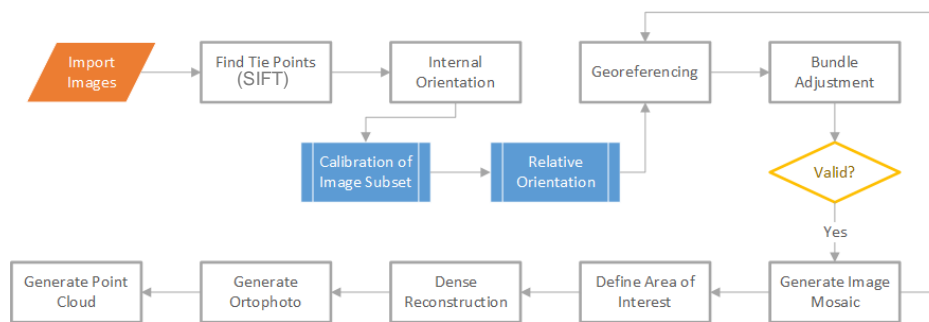 Import
Images
Find Tie Points
(SIFT)
Internal
Orientation
Georeferencing
Bundle
Adjustment
Calibration of
Image Subset
Relative
Orientation
Valid?
Yes
Generate Point
Cloud
Generate
Ortophoto
Dense
Reconstruction
Define Area of
Interest
Generate Image
Mosaic